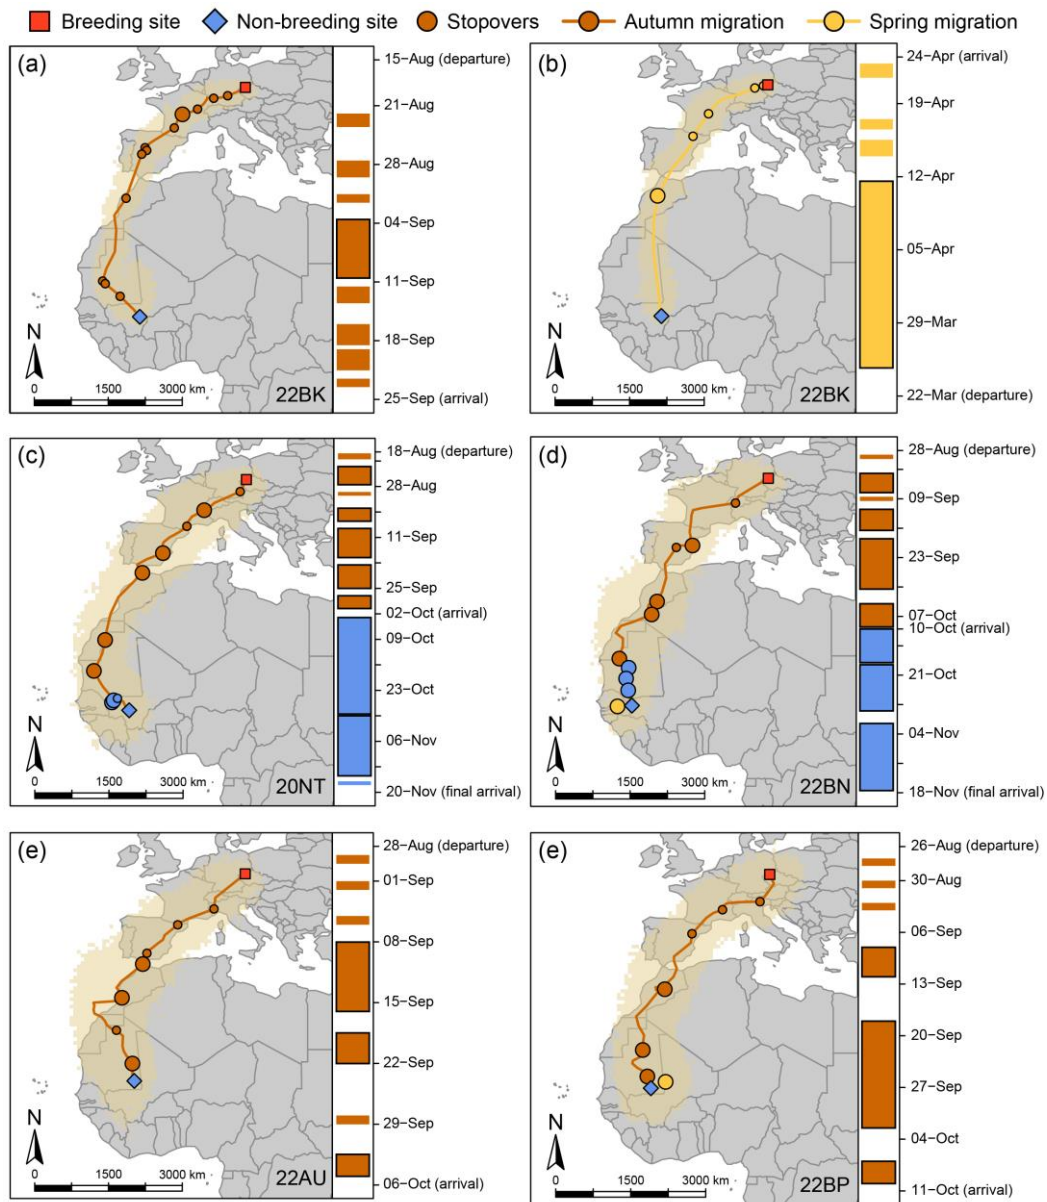 Breeding site Non−breeding site Stopovers Autumn migration Spring migration
(a)
15−Aug (departure)
21−Aug
28−Aug
04−Sep
11−Sep
18−Sep
25−Sep (arrival)
N
0 1500 3000 km
22BK
(b)
24−Apr (arrival)
19−Apr
12−Apr
05−Apr
29−Mar
22−Mar (departure)
N
0 1500 3000 km
22BK
(c)
18−Aug (departure)
28−Aug
11−Sep
25−Sep
02−Oct (arrival)
09−Oct
23−Oct
06−Nov
20−Nov (final arrival)
N
0 1500 3000 km
20NT
(d)
28−Aug (departure)
09−Sep
23−Sep
07−Oct
10−Oct (arrival)
21−Oct
04−Nov
18−Nov (final arrival)
N
0 1500 3000 km
22BN
(e)
28−Aug (departure)
01−Sep
08−Sep
15−Sep
22−Sep
29−Sep
06−Oct (arrival)
N
0 1500 3000 km
22AU
(e)
26−Aug (departure)
30−Aug
06−Sep
13−Sep
20−Sep
27−Sep
04−Oct
11−Oct (arrival)
N
0 1500 3000 km
22BP